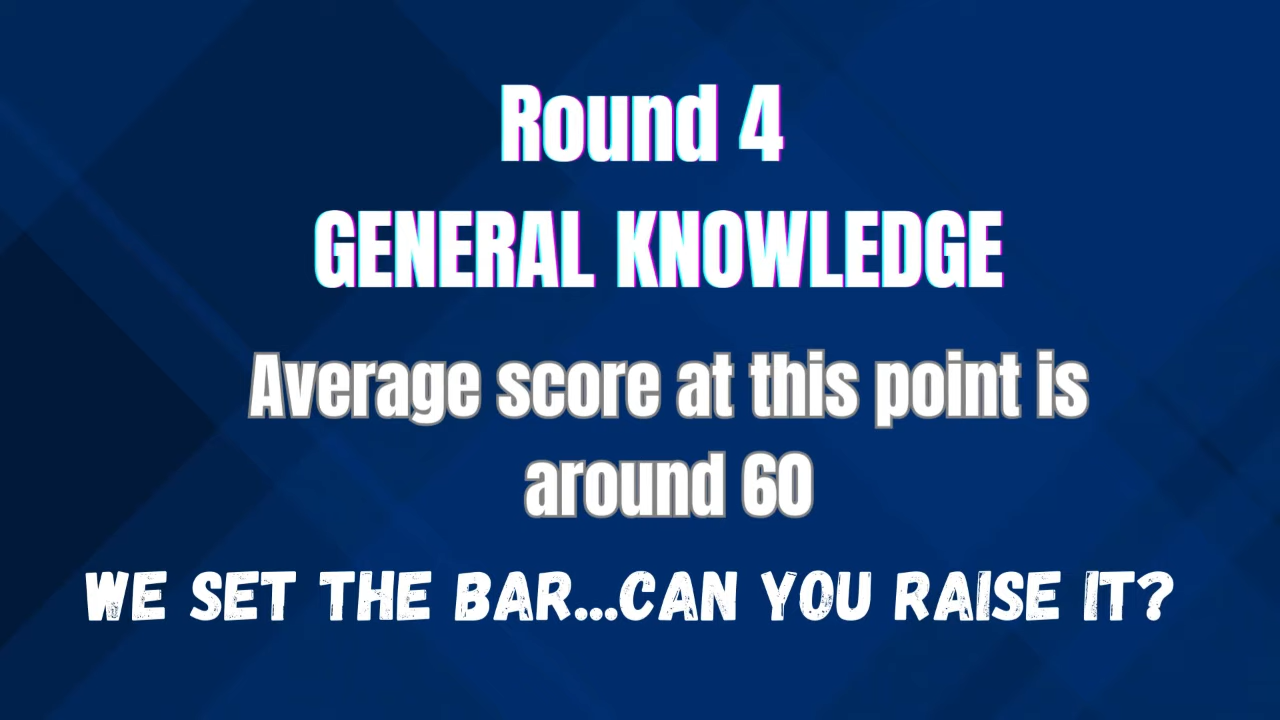 Round 4
GENERAL KNOWLEDGE
Average score at this point is
around 60
WE SET THE BAR...CAN YOU RAISE IT?